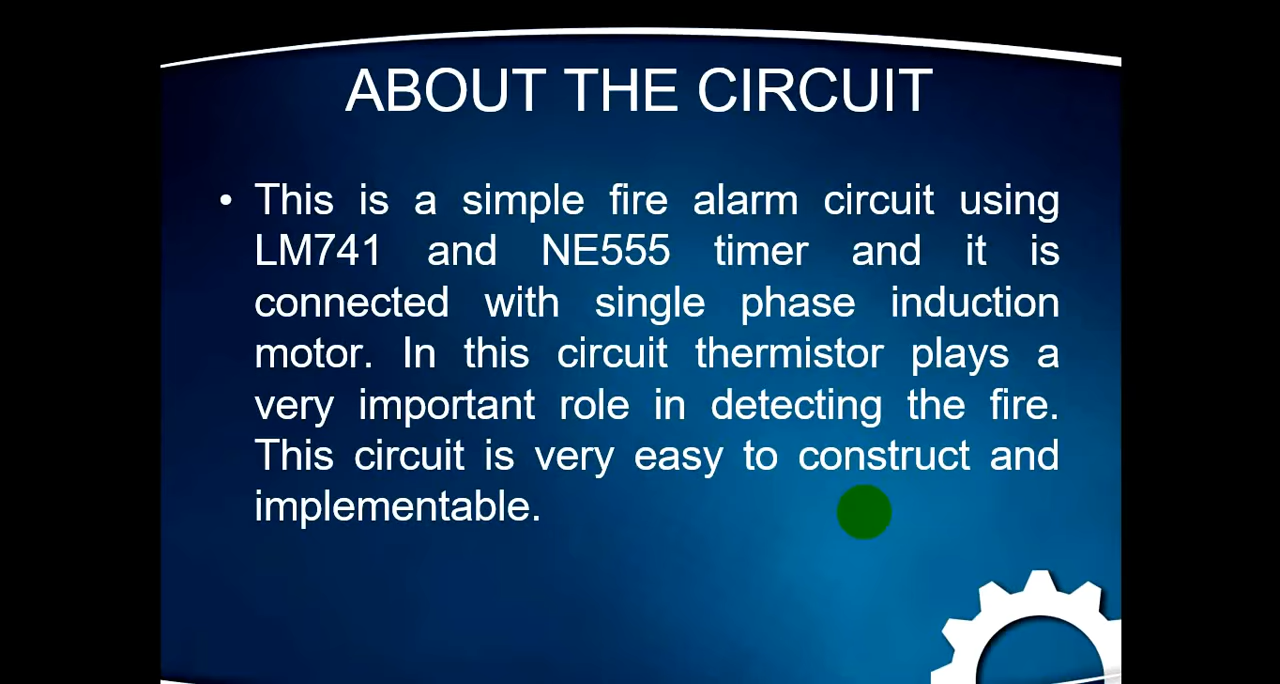 ABOUT THE CIRCUIT
• This is a simple fire alarm circuit using
LM741 and NE555 timer and it is
connected with single phase induction
motor. In this circuit thermistor plays a
very important role in detecting the fire.
This circuit is very easy to construct and
implementable.